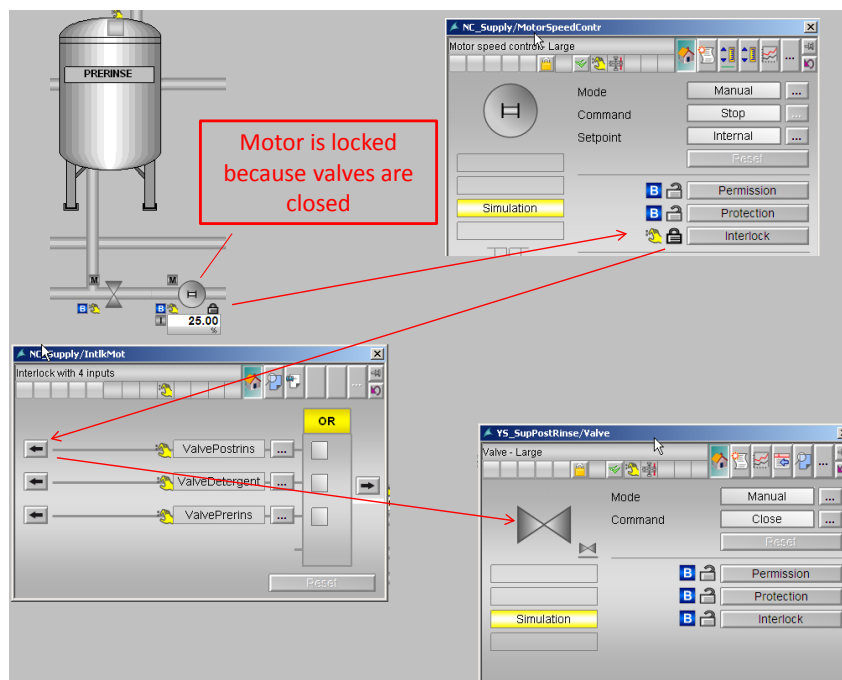 NC_Supply/MotorSpeedContr
Motor speed control - Large
PRERINSE
Mode
Manual
...
Command
Stop
...
Setpoint
Internal
...
Reset
Motor is locked
because valves are
closed
B
Permission
Simulation
B
Protection
Interlock
M
M
B
B
I
25.00
%
NC_Supply/IntlkMot
Interlock with 4 inputs
...
OR
ValvePostrins
...
ValveDetergent
...
ValvePrerins
...
Reset
YS_SupPostRinse/Valve
Valve - Large
...
Mode
Manual
...
Command
Close
...
Reset
B
Permission
B
Protection
Simulation
B
Interlock